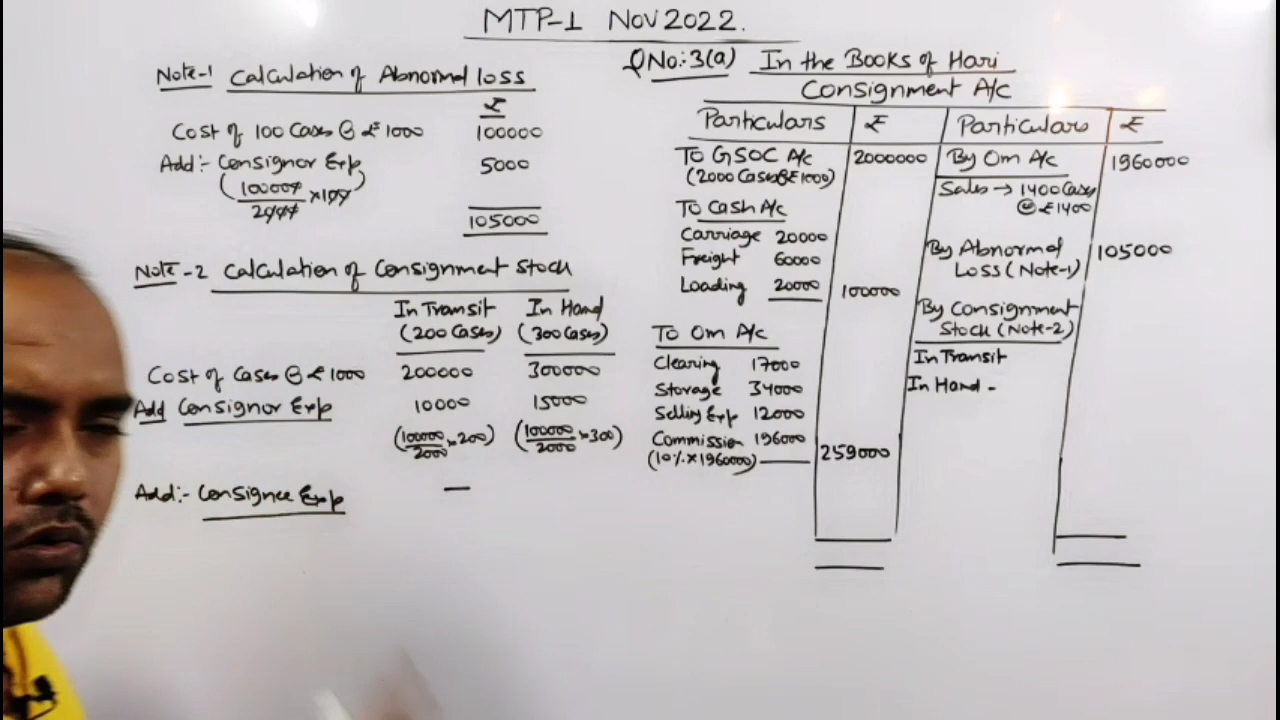 MTP-1 Nov 2022.
Note-1 Calculation of Abnormal loss
₹
Cost of 100 Cases @ ₹ 1000 100000
Add:- Consignor Exp 5000
(100000/2000 × 100)
105000
Note-2 Calculation of Consignment Stock
In Transit In Hand
(200 Cases) (300 Cases)
Cost of Cases @ ₹ 1000 200000 300000
Add Consignor Exp 10000 15000
(100000/2000 × 200) (100000/2000 × 300)
Add:- Consignee Exp —
QNo:3(a) In the Books of Hari
Consignment A/c
Particulars ₹ Particulars ₹
To GSOC A/c 2000000 By Om A/c 1960000
(2000 Cases @ ₹ 1000) Sales → 1400 Cases
@ ₹ 1400
To Cash A/c
Carriage 20000 By Abnormal 105000
Freight 60000 Loss (Note-1)
Loading 20000 100000
By Consignment
Stock (Note-2)
To Om A/c In Transit
Clearing 17000 In Hand -
Storage 34000
Selling Exp 12000
Commission 196000 259000
(10% × 1960000)